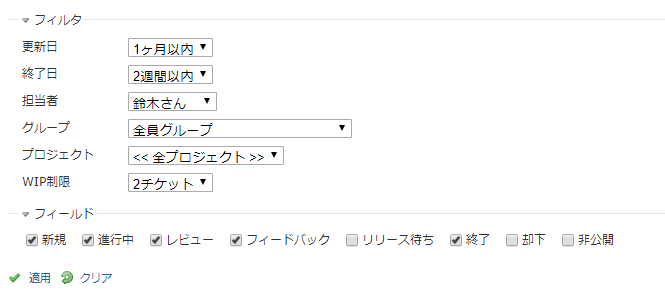 フィルタ
更新日 1ヶ月以内
終了日 2週間以内
担当者 鈴木さん
グループ 全員グループ
プロジェクト << 全プロジェクト >>
WIP制限 2チケット
フィールド
新規 進行中 レビュー フィードバック リリース待ち 終了 却下 非公開
適用 クリア